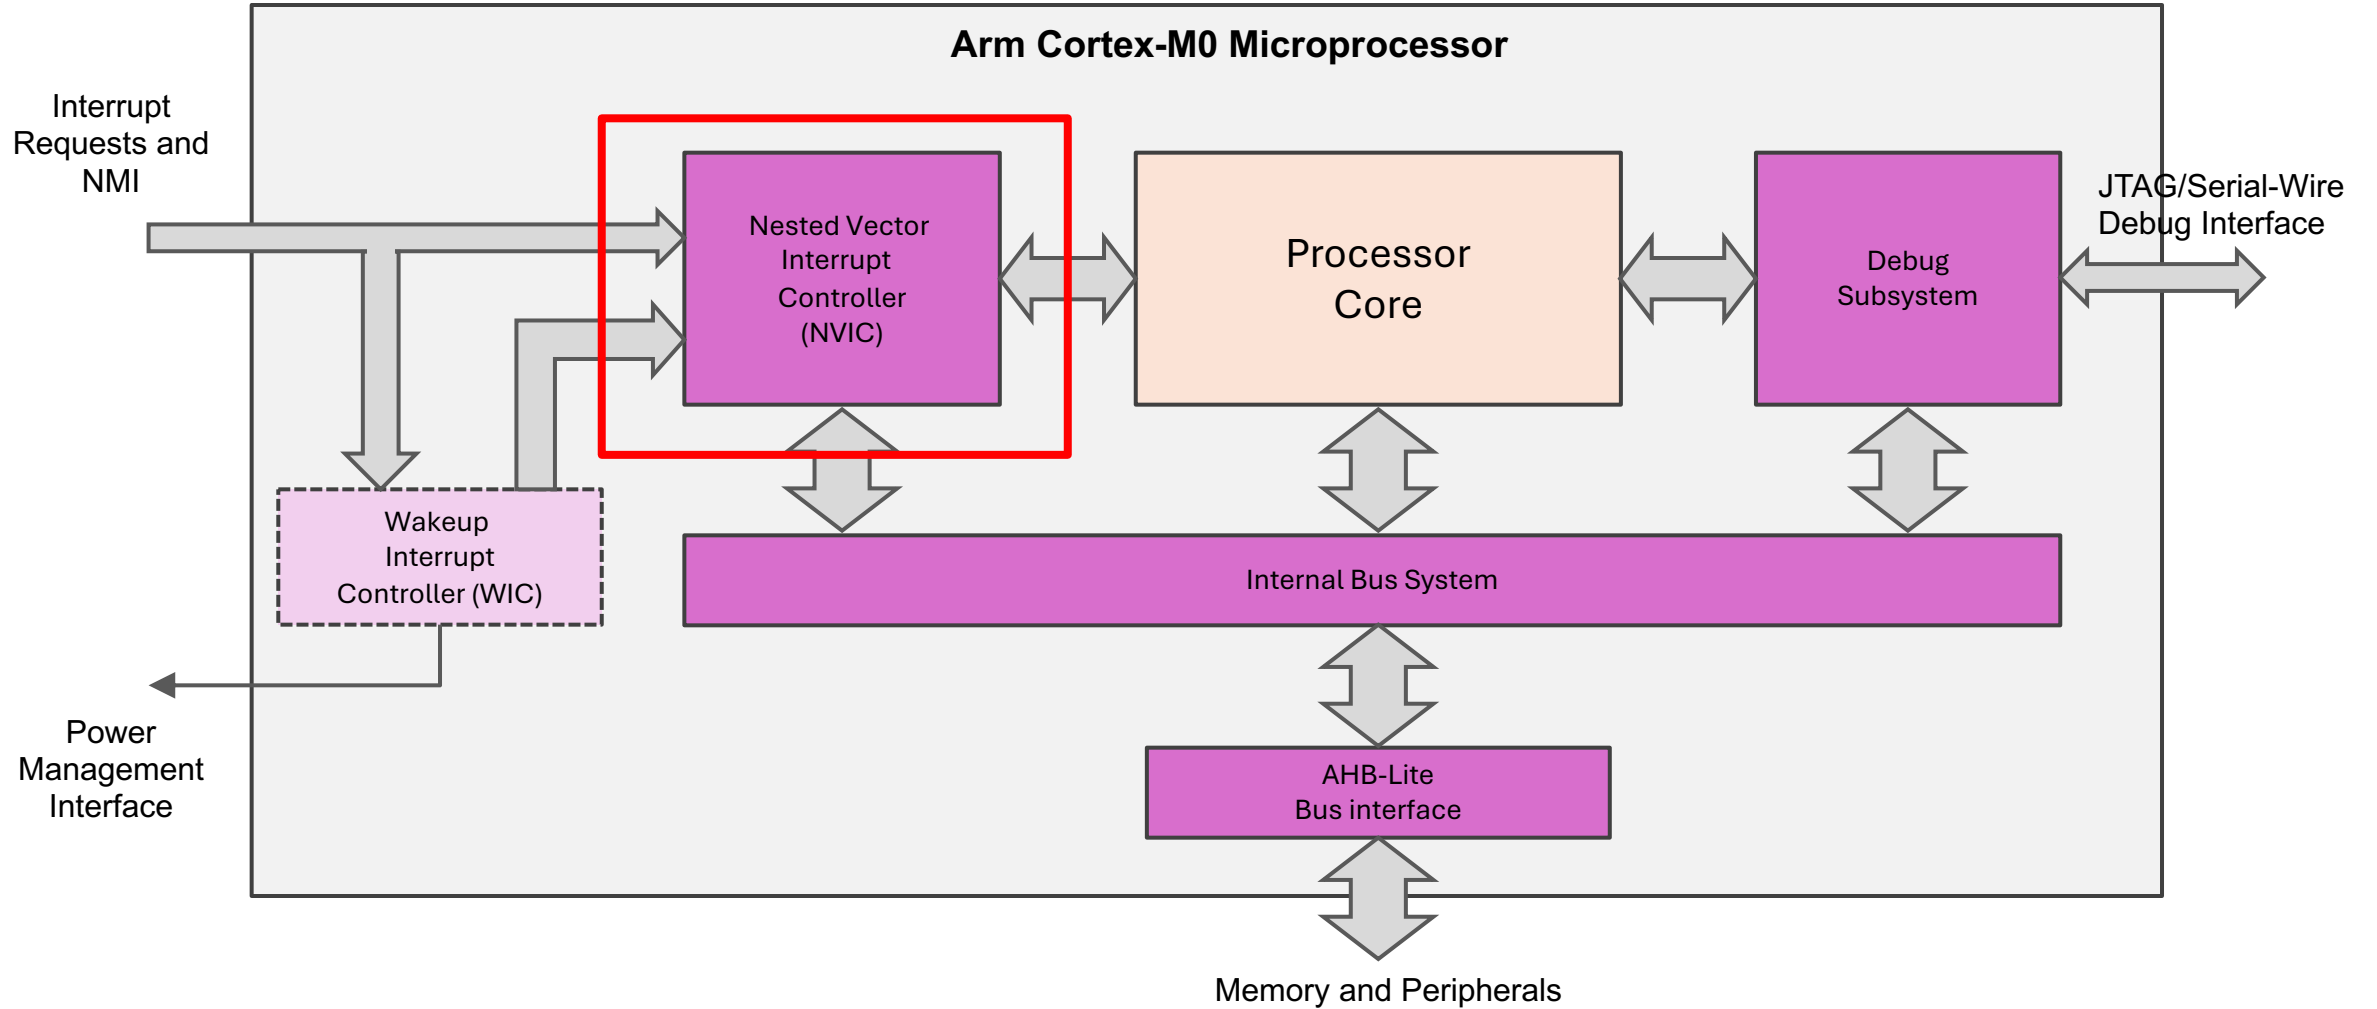 Arm Cortex-M0 Microprocessor
Interrupt
Requests and
NMI
Nested Vector
Interrupt
Controller
(NVIC)
Processor
Core
Debug
Subsystem
JTAG/Serial-Wire
Debug Interface
Wakeup
Interrupt
Controller (WIC)
Internal Bus System
Power
Management
Interface
AHB-Lite
Bus interface
Memory and Peripherals